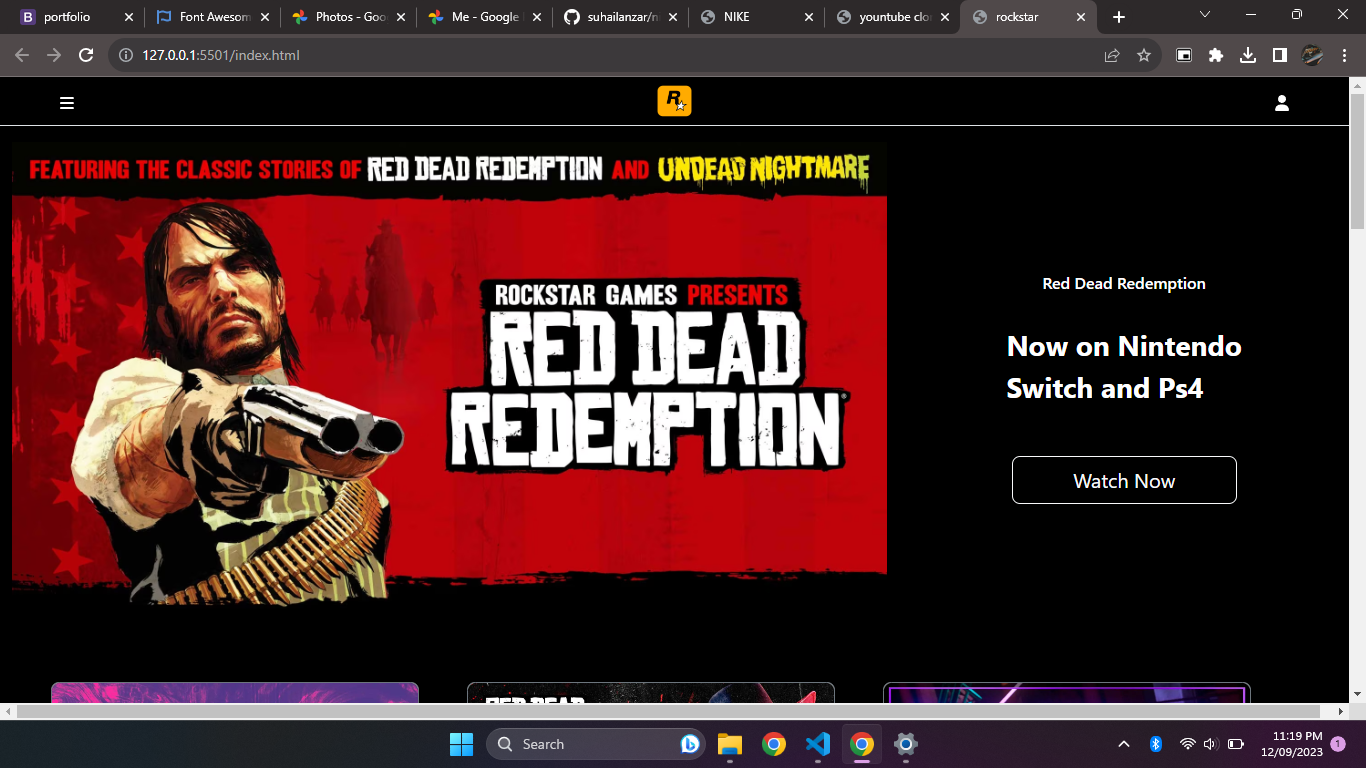 portfolio
Font Awesom
Photos - Goo
Me - Google
suhailanzar/n
NIKE
yountube clo
rockstar
127.0.0.1:5501/index.html
R
FEATURING THE CLASSIC STORIES OF RED DEAD REDEMPTION AND UNDEAD NIGHTMARE
ROCKSTAR GAMES PRESENTS
RED DEAD
REDEMPTION
Red Dead Redemption
Now on Nintendo
Switch and Ps4
Watch Now
RED DEAD
Search
11:19 PM
12/09/2023
1